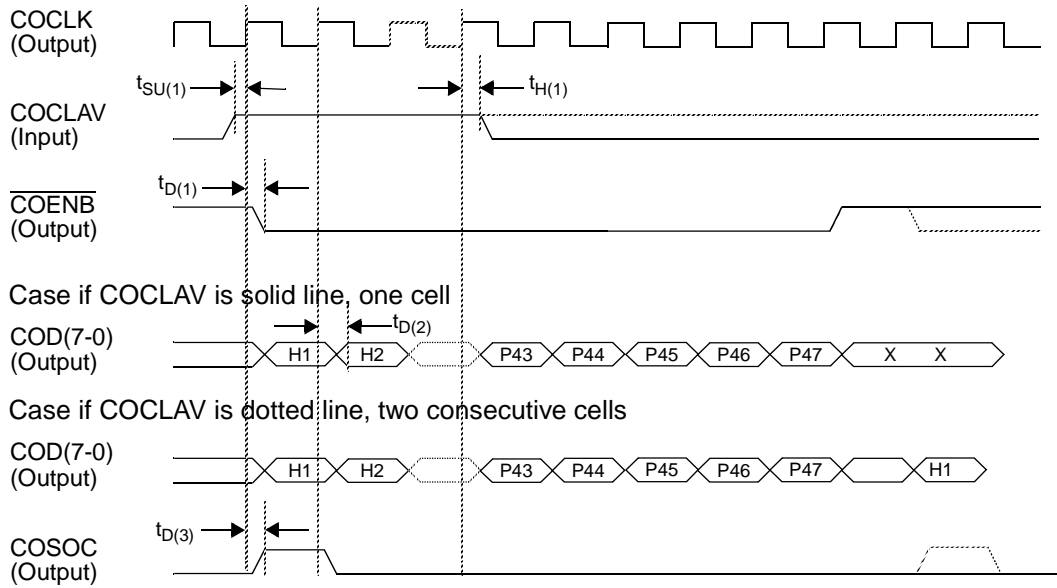 COCLK
(Output)
tSU(1)
tH(1)
COCLAV
(Input)
tD(1)
COENB
(Output)
Case if COCLAV is solid line, one cell
tD(2)
COD(7-0)
(Output)
H1 H2 P43 P44 P45 P46 P47 X X
Case if COCLAV is dotted line, two consecutive cells
COD(7-0)
(Output)
H1 H2 P43 P44 P45 P46 P47 H1
tD(3)
COSOC
(Output)